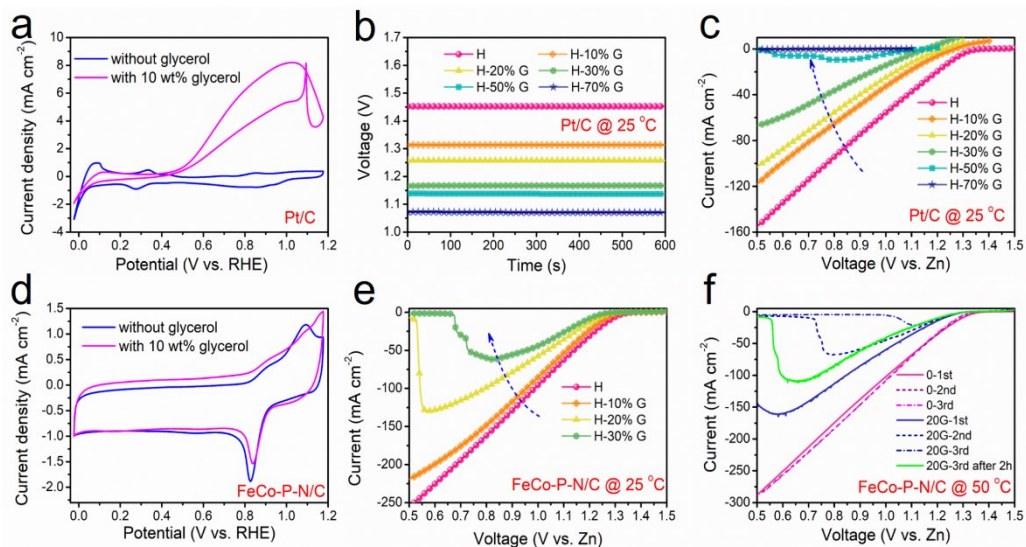 a
Current density (mA cm-2)
8
6
4
2
0
-2
-4
without glycerol
with 10 wt% glycerol
Pt/C
0.0 0.2 0.4 0.6 0.8 1.0 1.2
Potential (V vs. RHE)
b
Voltage (V)
1.7
1.6
1.5
1.4
1.3
1.2
1.1
1.0
H H-10% G
H-20% G H-30% G
H-50% G H-70% G
Pt/C @ 25 °C
0 100 200 300 400 500 600
Time (s)
c
Current (mA cm-2)
0
-40
-80
-120
-160
H
H-10% G
H-20% G
H-30% G
H-50% G
H-70% G
Pt/C @ 25 °C
0.5 0.6 0.7 0.8 0.9 1.0 1.1 1.2 1.3 1.4 1.5
Voltage (V vs. Zn)
d
Current density (mA cm-2)
1.5
1.0
0.5
0.0
-0.5
-1.0
-1.5
-2.0
without glycerol
with 10 wt% glycerol
FeCo-P-N/C
0.0 0.2 0.4 0.6 0.8 1.0 1.2
Potential (V vs. RHE)
e
Current (mA cm-2)
0
-50
-100
-150
-200
-250
H
H-10% G
H-20% G
H-30% G
FeCo-P-N/C @ 25 °C
0.5 0.6 0.7 0.8 0.9 1.0 1.1 1.2 1.3 1.4 1.5
Voltage (V vs. Zn)
f
Current (mA cm-2)
0
-50
-100
-150
-200
-250
-300
0-1st
0-2nd
0-3rd
20G-1st
20G-2nd
20G-3rd
20G-3rd after 2h
FeCo-P-N/C @ 50 °C
0.5 0.6 0.7 0.8 0.9 1.0 1.1 1.2 1.3 1.4 1.5
Voltage (V vs. Zn)